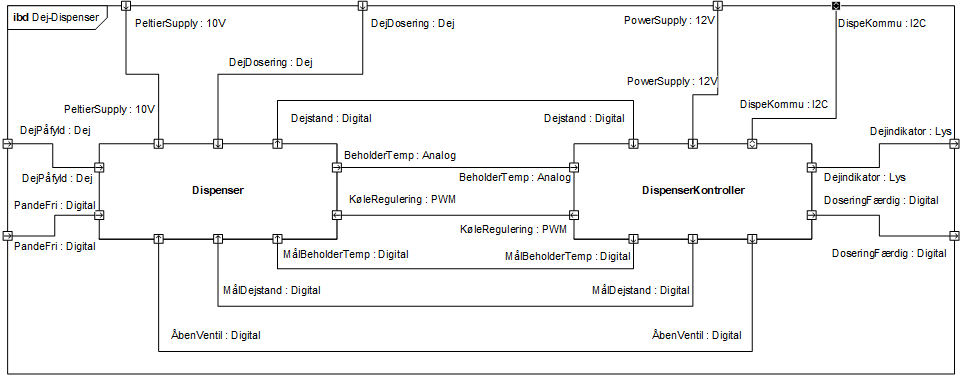 ibd Dej-Dispenser
PeltierSupply : 10V
DejDosering : Dej
PowerSupply : 12V
DispeKommu : I2C
DejDosering : Dej
PowerSupply : 12V
PeltierSupply : 10V
DispeKommu : I2C
Dejstand : Digital
Dejstand : Digital
DejPåfyld : Dej
Dejindikator : Lys
BeholderTemp : Analog
DejPåfyld : Dej
BeholderTemp : Analog
Dejindikator : Lys
Dispenser
DispenserKontroller
PandeFri : Digital
KøleRegulering : PWM
DoseringFærdig : Digital
KøleRegulering : PWM
PandeFri : Digital
MålBeholderTemp : Digital
MålBeholderTemp : Digital
DoseringFærdig : Digital
MålDejstand : Digital
MålDejstand : Digital
ÅbenVentil : Digital
ÅbenVentil : Digital